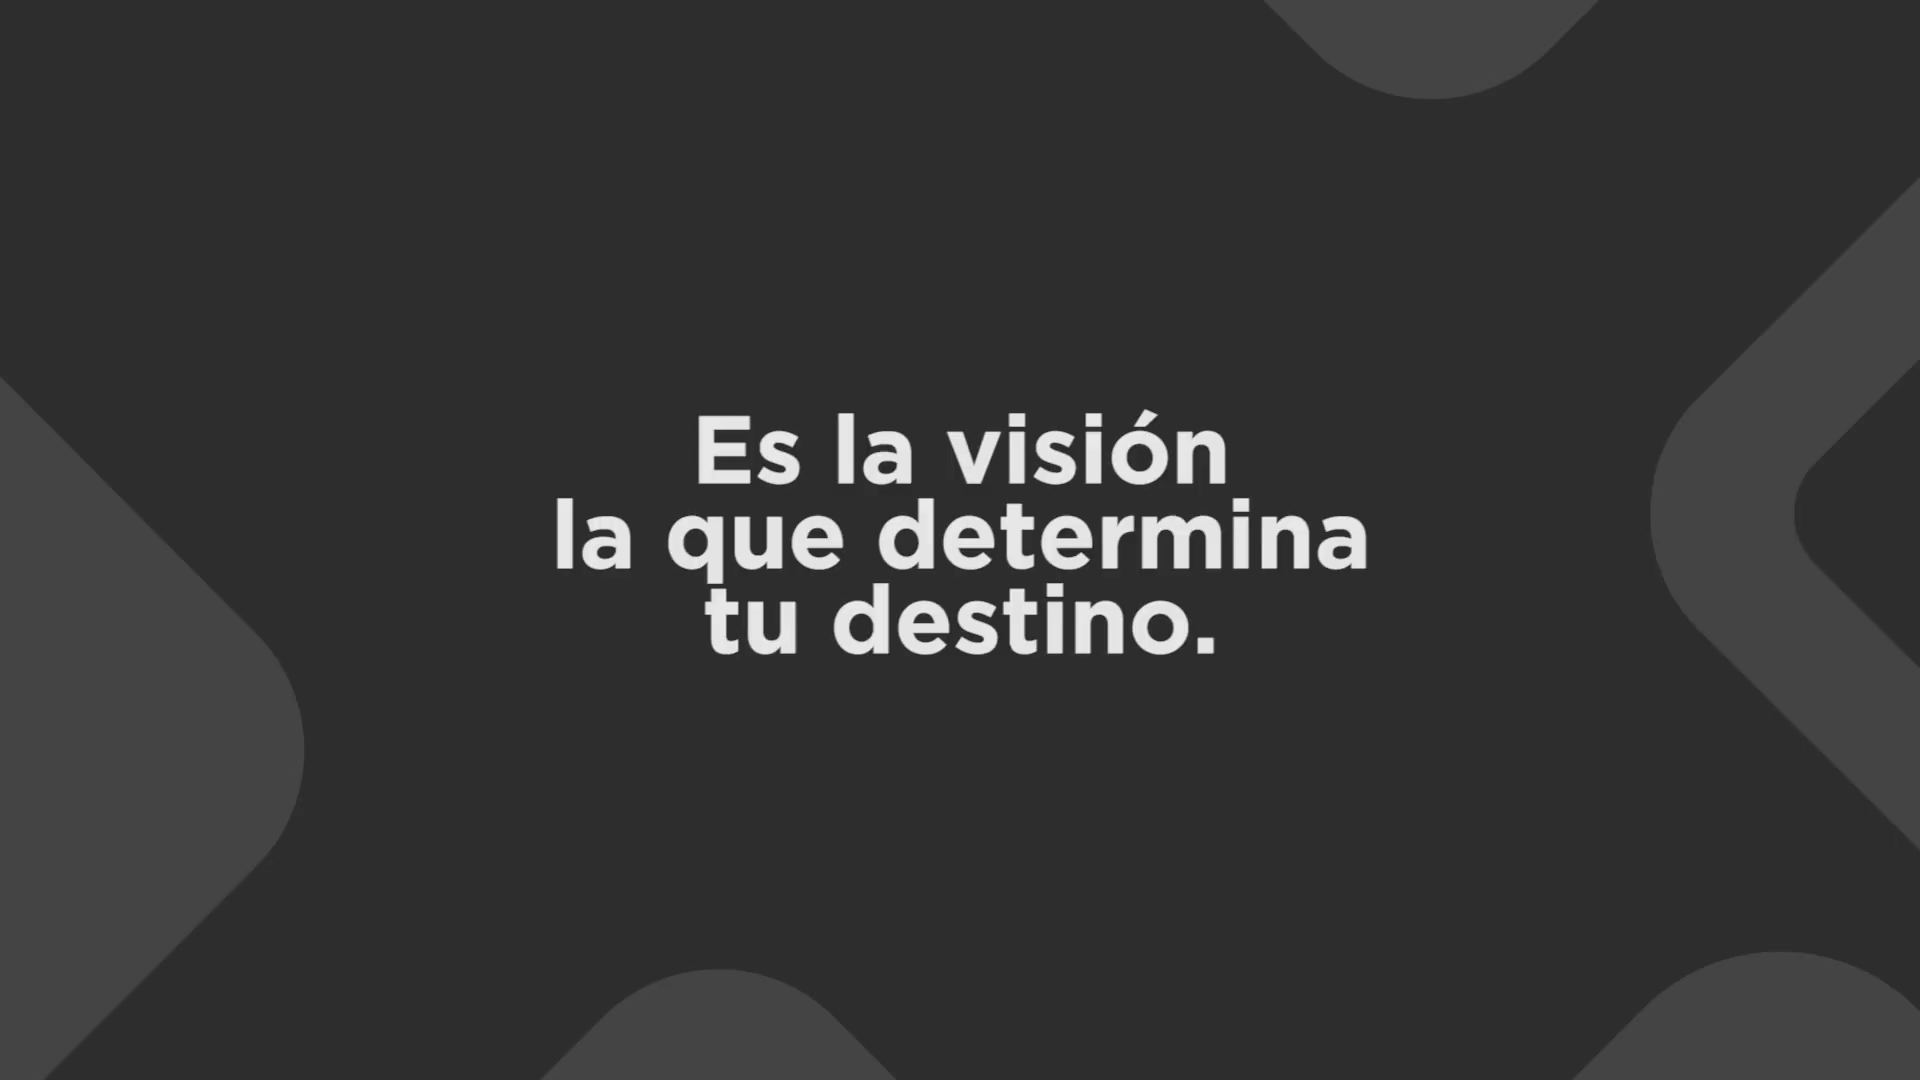 Es la visión
la que determina
tu destino.